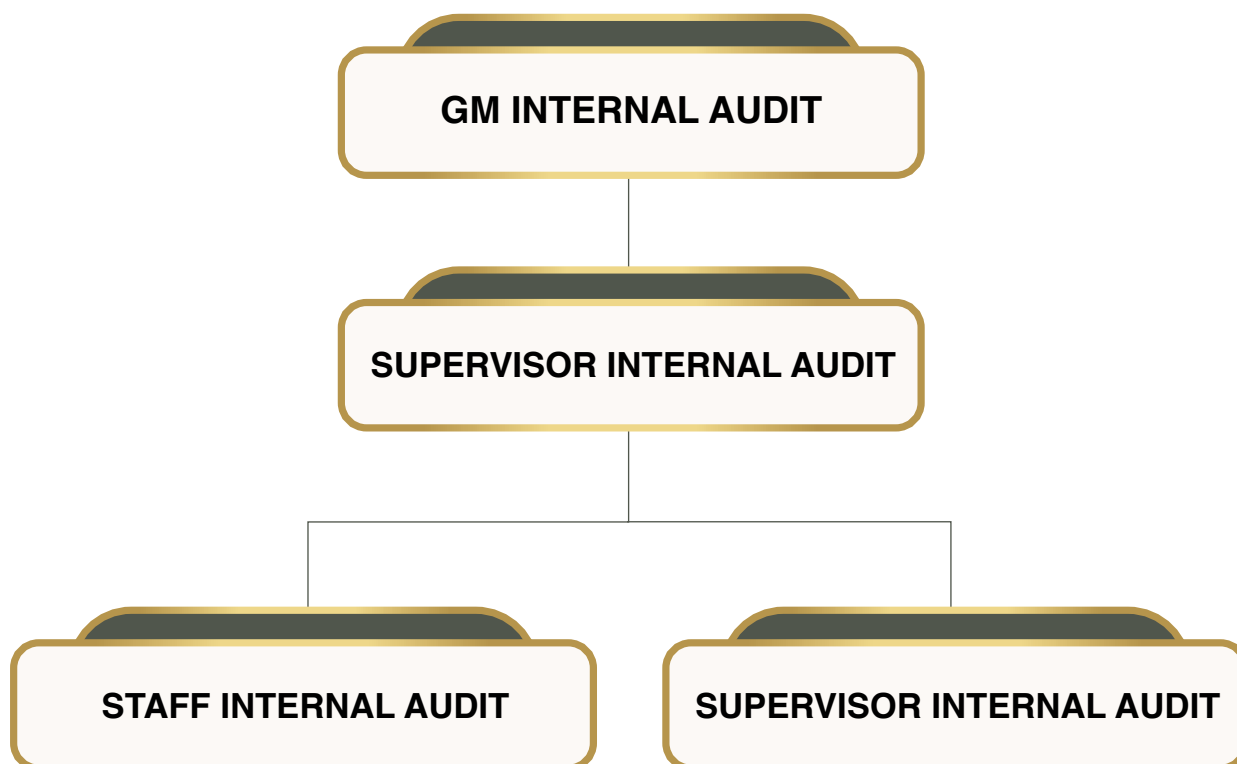 GM INTERNAL AUDIT
SUPERVISOR INTERNAL AUDIT
STAFF INTERNAL AUDIT
SUPERVISOR INTERNAL AUDIT